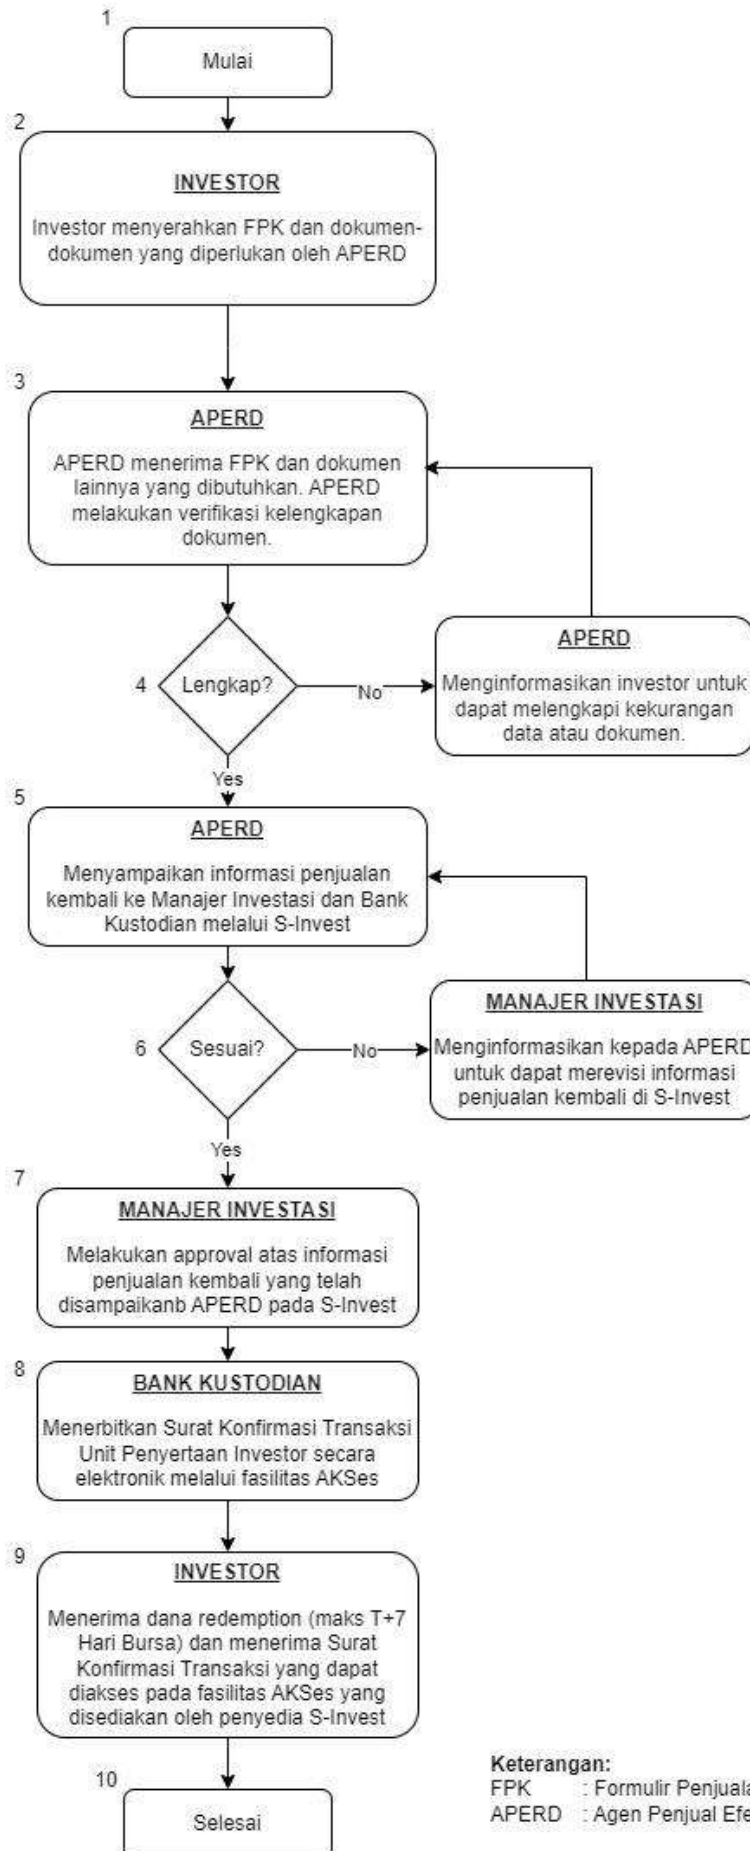 1
Mulai
2
INVESTOR
Investor menyerahkan FPK dan dokumen-
dokumen yang diperlukan oleh APERD
3
APERD
APERD menerima FPK dan dokumen
lainnya yang dibutuhkan. APERD
melakukan verifikasi kelengkapan
dokumen.
4
Lengkap?
No
APERD
Menginformasikan investor untuk
dapat melengkapi kekurangan
data atau dokumen.
Yes
5
APERD
Menyampaikan informasi penjualan
kembali ke Manajer Investasi dan Bank
Kustodian melalui S-Invest
6
Sesuai?
No
MANAJER INVESTASI
Menginformasikan kepada APERD
untuk dapat merevisi informasi
penjualan kembali di S-Invest
Yes
7
MANAJER INVESTASI
Melakukan approval atas informasi
penjualan kembali yang telah
disampaikanb APERD pada S-Invest
8
BANK KUSTODIAN
Menerbitkan Surat Konfirmasi Transaksi
Unit Penyertaan Investor secara
elektronik melalui fasilitas AKSes
9
INVESTOR
Menerima dana redemption (maks T+7
Hari Bursa) dan menerima Surat
Konfirmasi Transaksi yang dapat
diakses pada fasilitas AKSes yang
disediakan oleh penyedia S-Invest
10
Selesai
Keterangan:
FPK : Formulir
APERD : Agen Penjual